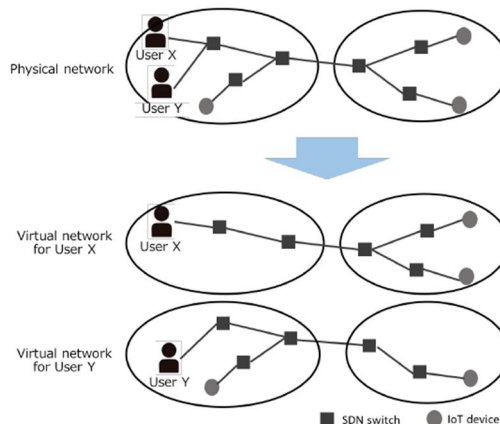 User X
Physical network
User Y
User X
Virtual network
for User X
Virtual network
for User Y
User Y
SDN switch
IoT device